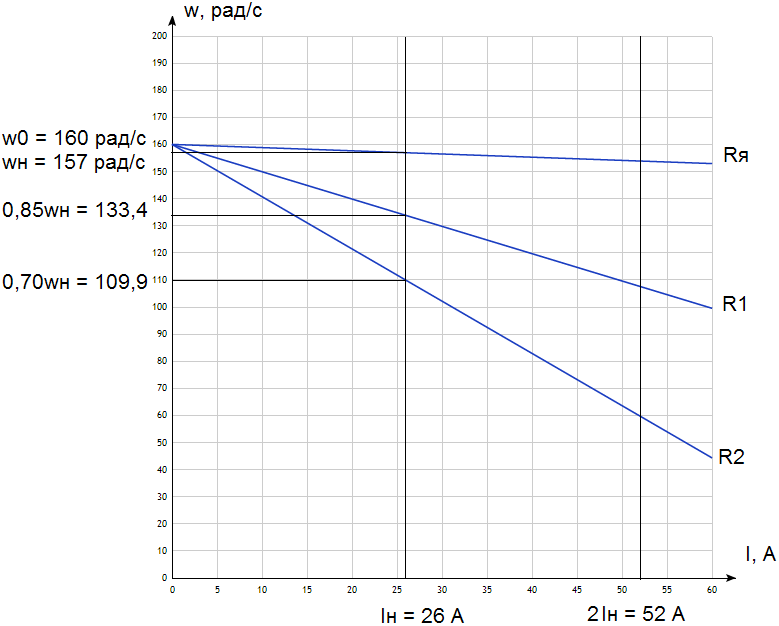 w, рад/с
200
190
180
170
160
150
140
130
120
110
100
90
80
70
60
50
40
30
20
10
0
w0 = 160 рад/с
wн = 157 рад/с
0,85wн = 133,4
0,70wн = 109,9
Rя
R1
R2
I, А
0 5 10 15 20 25 30 35 40 45 50 55 60
Iн = 26 А
2Iн = 52 А